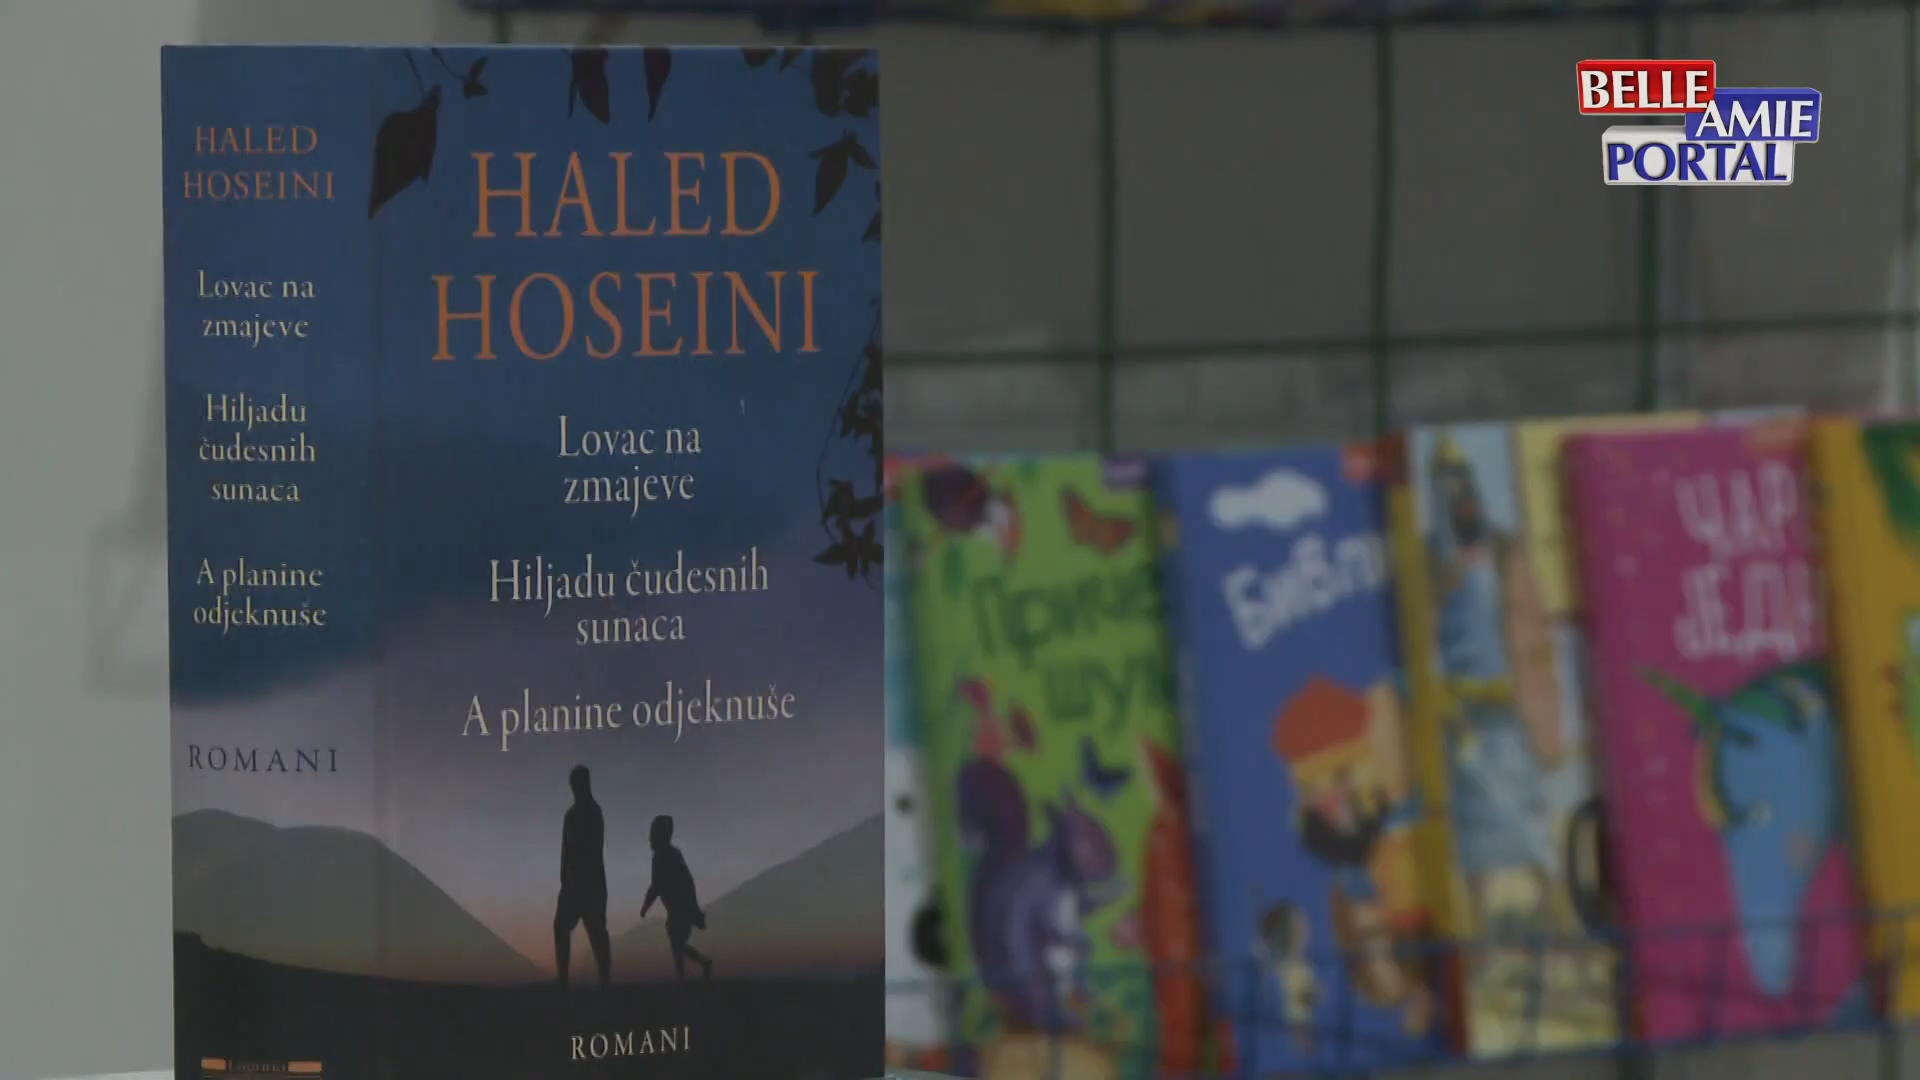 HALED
HOSEINI
Lovac na
zmajeve
Hiljadu
čudesnih
sunaca
A planine
odjeknuše
ROMANI
Laguna
HALED
HOSEINI
Lovac na
zmajeve
Hiljadu čudesnih
sunaca
A planine odjeknuše
ROMANI
BELLE
AMIE
PORTAL